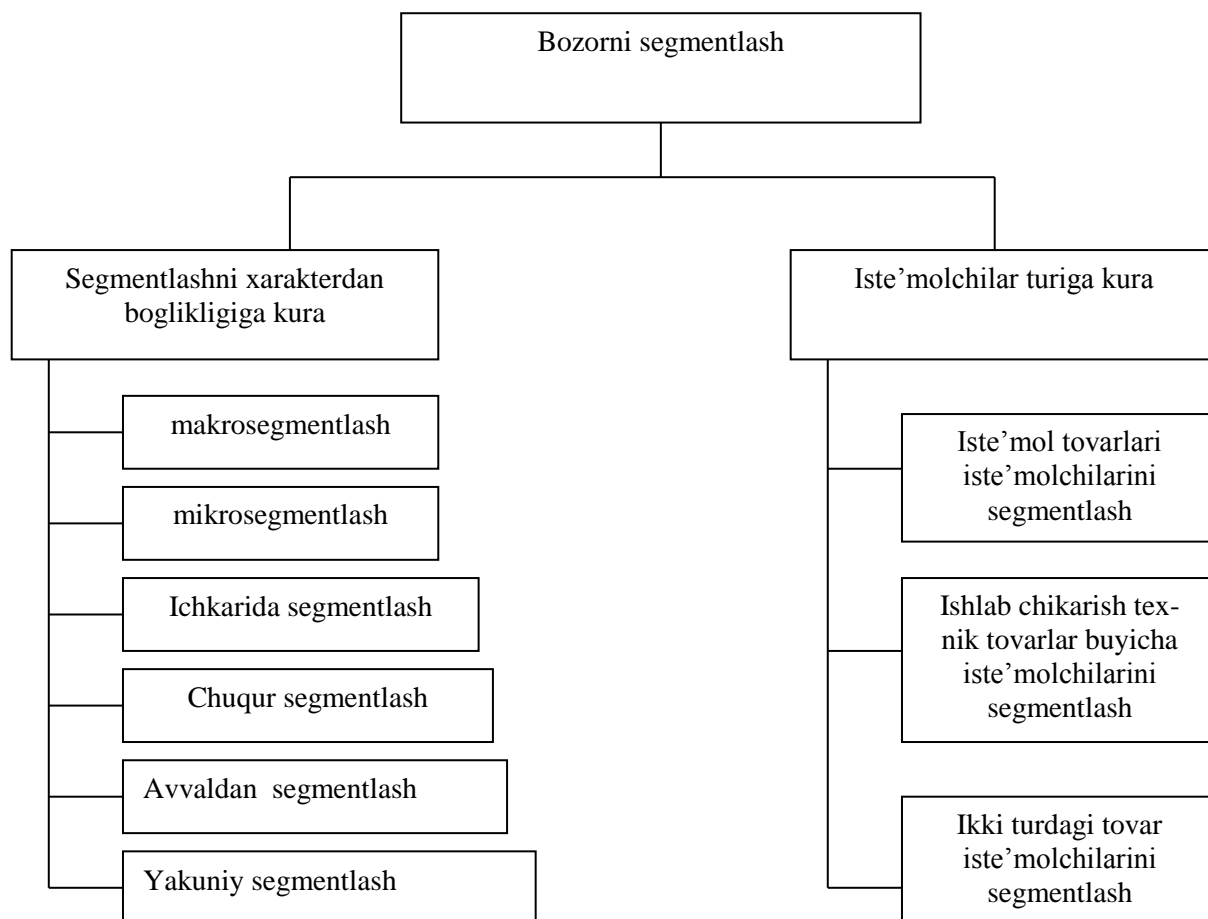 Bozorni segmentlash
Segmentlashni xarakterdan
boglikligiga kura
makrosegmentlash
mikrosegmentlash
Ichkarida segmentlash
Chuqur segmentlash
Avvaldan segmentlash
Yakuniy segmentlash
Iste’molchilar turiga kura
Iste’mol tovarlari
iste’molchilarini
segmentlash
Ishlab chikarish tex-
nik tovarlar buyicha
iste’molchilarini
segmentlash
Ikki turdagi tovar
iste’molchilarini
segmentlash